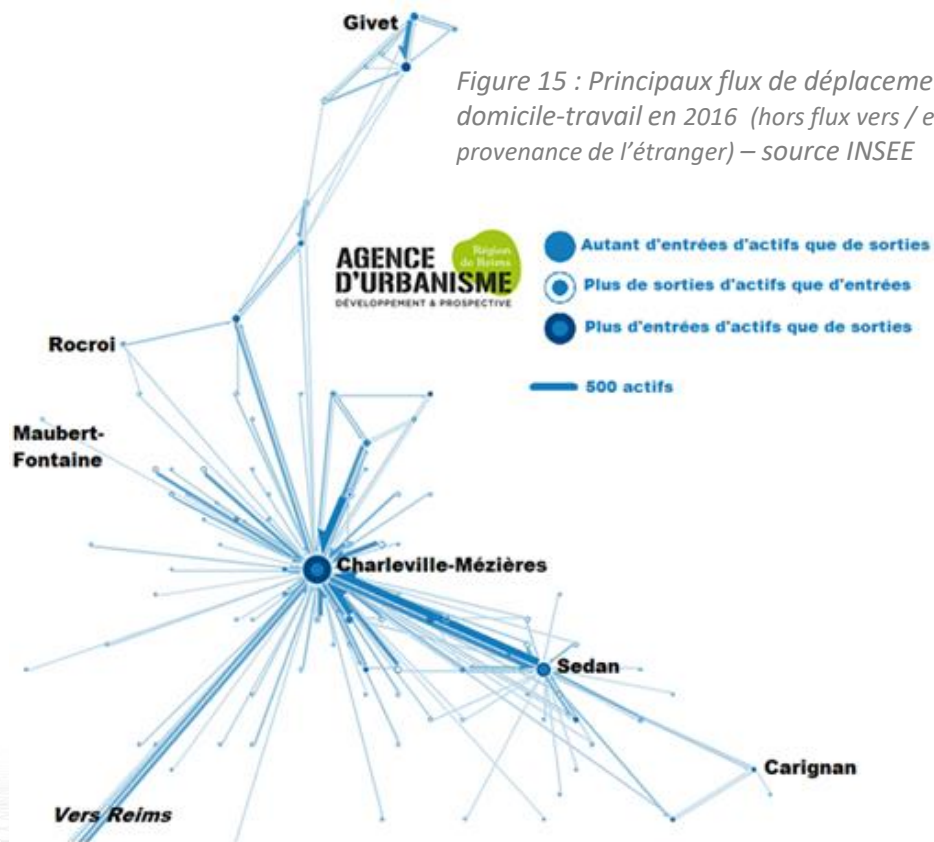 Givet
Figure 15 : Principaux flux de déplaceme
domicile-travail en 2016 (hors flux vers / e
provenance de l'étranger) – source INSEE
AGENCE
D'URBANISME
DÉVELOPPEMENT & PROSPECTIVE
Région
de Reims
Autant d'entrées d'actifs que de sorties
Plus de sorties d'actifs que d'entrées
Plus d'entrées d'actifs que de sorties
500 actifs
Rocroi
Maubert-
Fontaine
Charleville-Mézières
Sedan
Carignan
Vers Reims